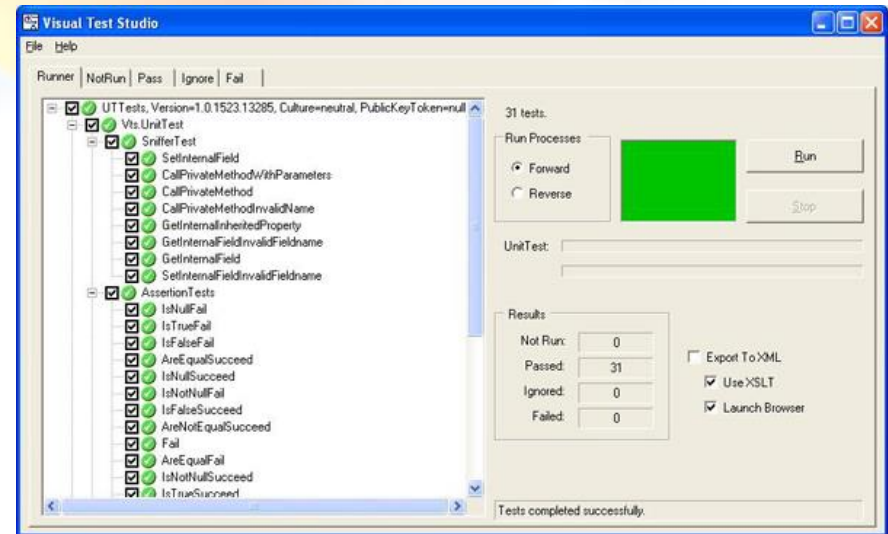 Visual Test Studio
File Help
Runner NotRun Pass Ignore Fail
UTTests, Version=1.0.1523.13285, Culture=neutral, PublicKeyToken=null
Vts.UnitTest
SnifferTest
SetInternalField
CallPrivateMethodWithParameters
CallPrivateMethod
CallPrivateMethodInvalidName
GetInternalInheritedProperty
GetInternalFieldInvalidFieldname
GetInternalField
SetInternalFieldInvalidFieldname
AssertionTests
IsNullFail
IsTrueFail
IsFalseFail
AreEqualSucceed
IsNullSucceed
IsNotNullFail
IsFalseSucceed
AreNotEqualSucceed
Fail
AreEqualFail
IsNotNullSucceed
IsTrueSucceed
31 tests.
Run Processes
Forward
Reverse
Run
Stop
UnitTest:
Results
Not Run: 0
Passed: 31
Ignored: 0
Failed: 0
Export To XML
Use XSLT
Launch Browser
Tests completed successfully.